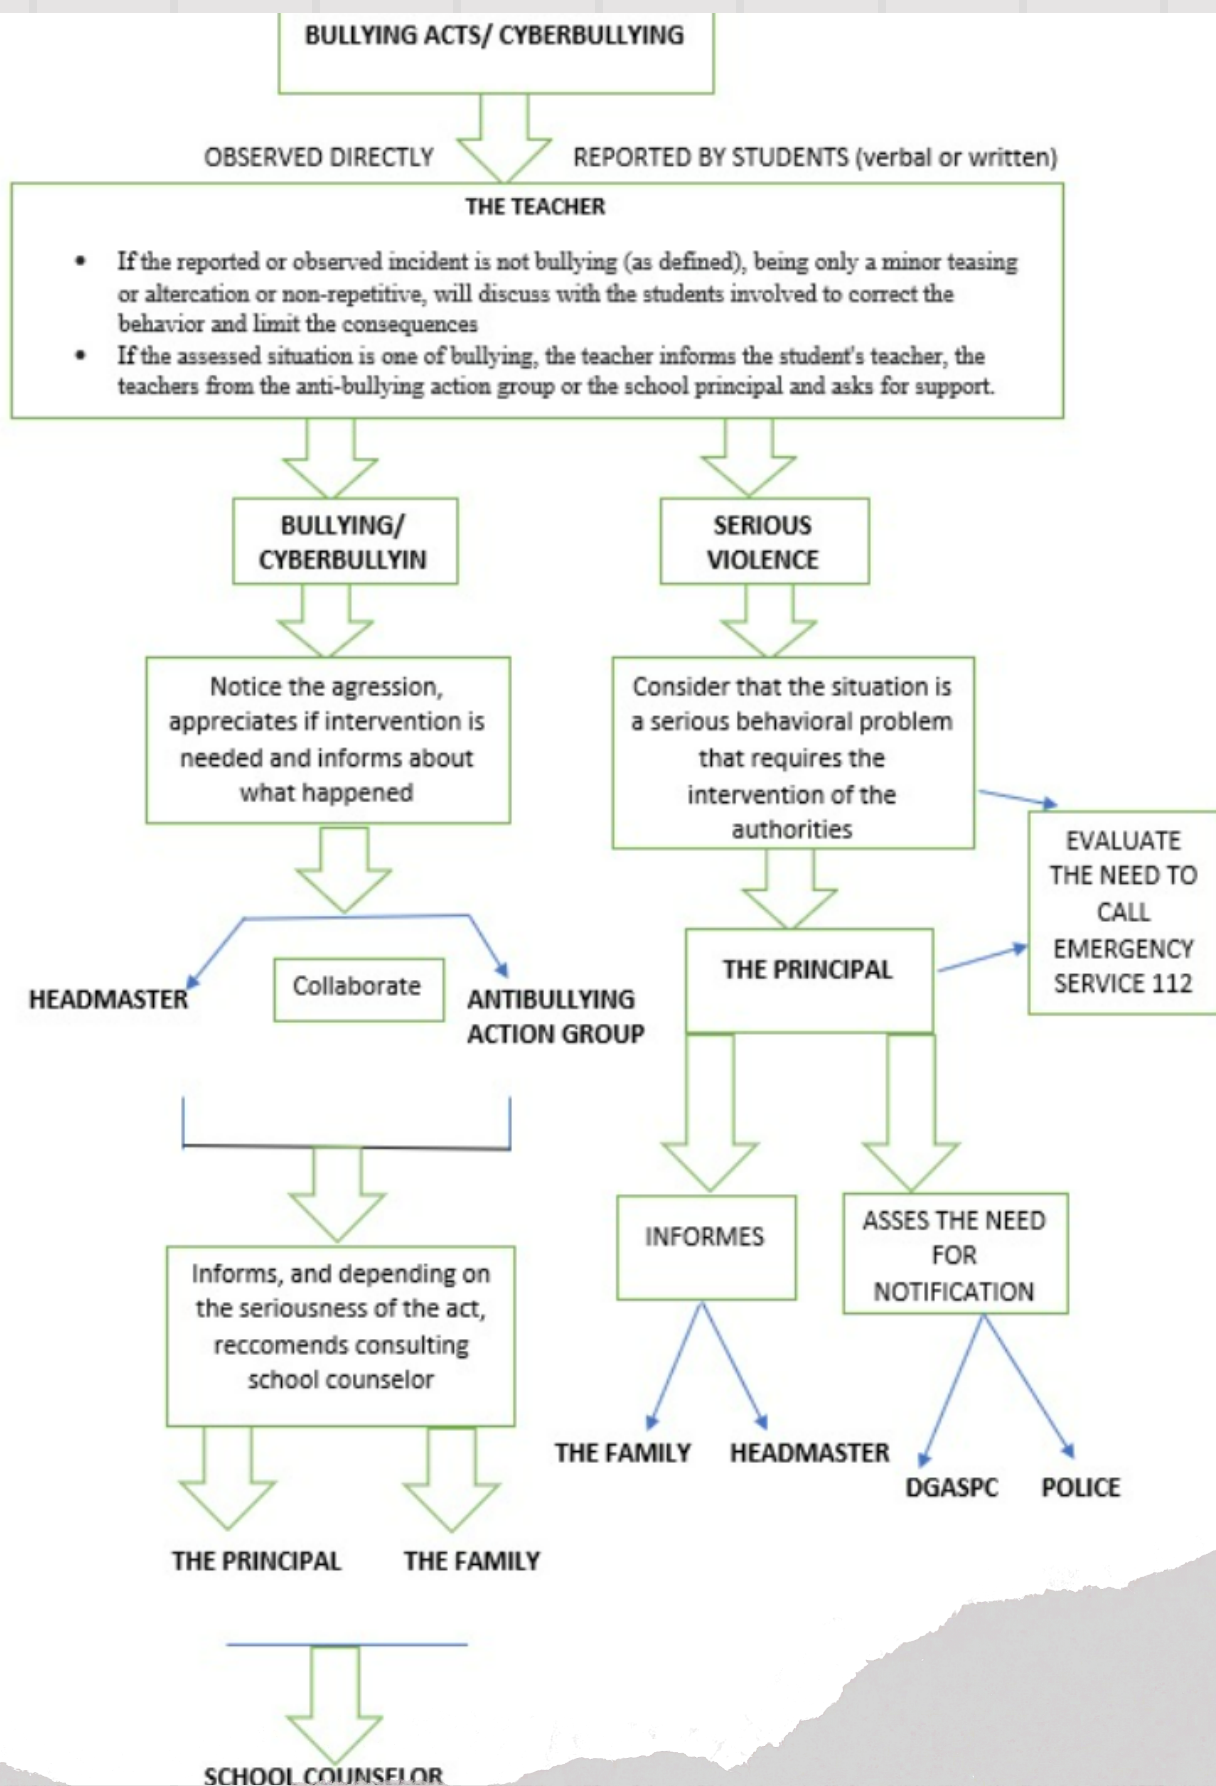 BULLYING ACTS/ CYBERBULLYING
OBSERVED DIRECTLY
REPORTED BY STUDENTS (verbal or written)
THE TEACHER
• If the reported or observed incident is not bullying (as defined), being only a minor teasing
or altercation or non-repetitive, will discuss with the students involved to correct the
behavior and limit the consequences
• If the assessed situation is one of bullying, the teacher informs the student's teacher, the
teachers from the anti-bullying action group or the school principal and asks for support.
BULLYING/
CYBERBULLYIN
SERIOUS
VIOLENCE
Notice the agression,
appreciates if intervention is
needed and informs about
what happened
Consider that the situation is
a serious behavioral problem
that requires the
intervention of the
authorities
EVALUATE
THE NEED TO
CALL
EMERGENCY
SERVICE 112
HEADMASTER
Collaborate
ANTIBULLYING
ACTION GROUP
THE PRINCIPAL
Informs, and depending on
the seriousness of the act,
reccomends consulting
school counselor
INFORMES
ASSES THE NEED
FOR
NOTIFICATION
THE FAMILY
HEADMASTER
DGASPC
POLICE
THE PRINCIPAL
THE FAMILY
SCHOOL COUNSELOR